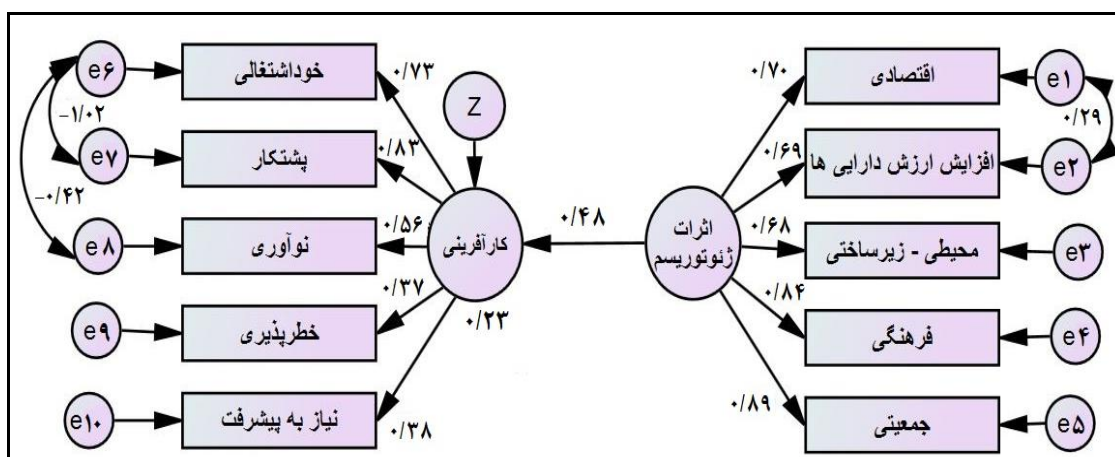 e۱
اقتصادی
۰/۷۰
۰/۲۹
e۲
افزایش ارزش دارایی ها
۰/۶۹
e۳
محیطی - زیرساختی
۰/۶۸
e۴
فرهنگی
۰/۸۴
e۵
جمعیتی
۰/۸۹
اثرات
ژئوتوریسم
۰/۴۸
Z
کارآفرینی
۰/۲۳
۰/۷۳
خوداشتغالی
e۶
-۱/۰۲
۰/۸۳
پشتکار
e۷
-۰/۴۲
۰/۵۶
نوآوری
e۸
۰/۳۷
خطرپذیری
e۹
۰/۳۸
نیاز به پیشرفت
e۱۰